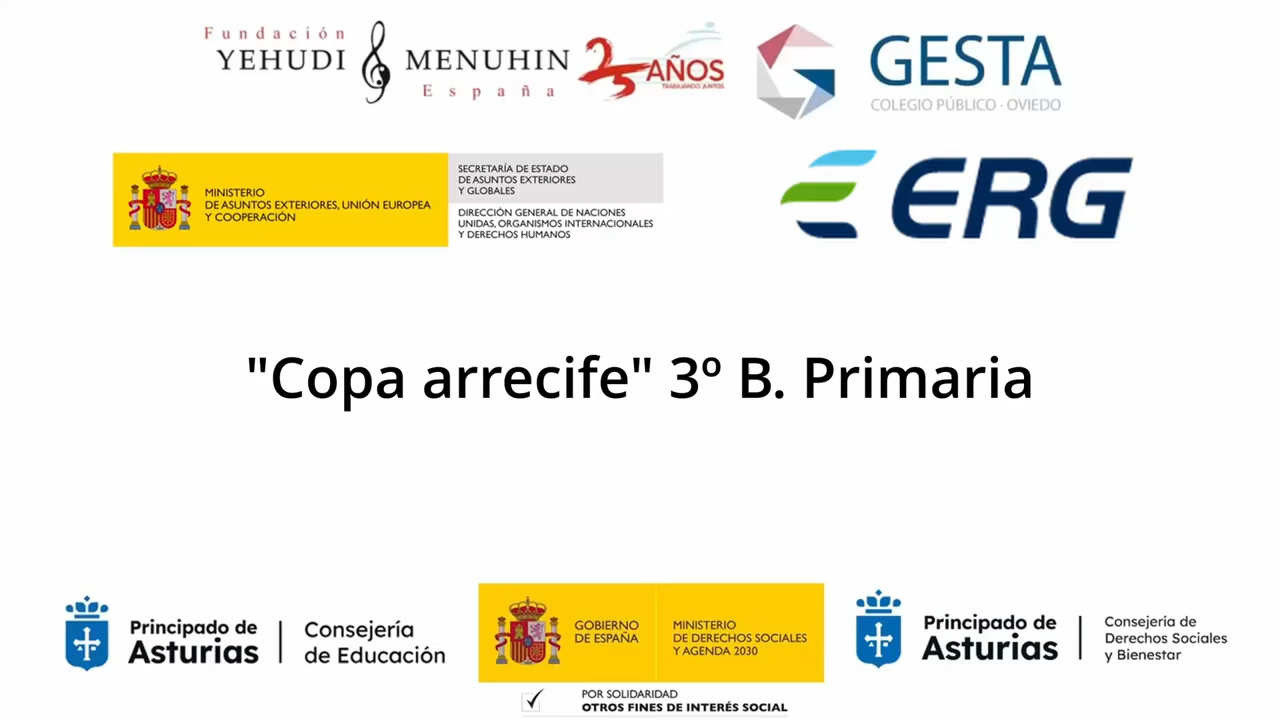 Fundación
YEHUDI MENUHIN
España
25 AÑOS
TRABAJANDO JUNTOS
GESTA
COLEGIO PÚBLICO · OVIEDO
MINISTERIO
DE ASUNTOS EXTERIORES, UNIÓN EUROPEA
Y COOPERACIÓN
SECRETARÍA DE ESTADO
DE ASUNTOS EXTERIORES
Y GLOBALES
DIRECCIÓN GENERAL DE NACIONES
UNIDAS, ORGANISMOS INTERNACIONALES
Y DERECHOS HUMANOS
ERG
"Copa arrecife" 3º B. Primaria
Principado de
Asturias
Consejería
de Educación
GOBIERNO
DE ESPAÑA
MINISTERIO
DE DERECHOS SOCIALES
Y AGENDA 2030
POR SOLIDARIDAD
OTROS FINES DE INTERÉS SOCIAL
Principado de
Asturias
Consejería de
Derechos Sociales
y Bienestar